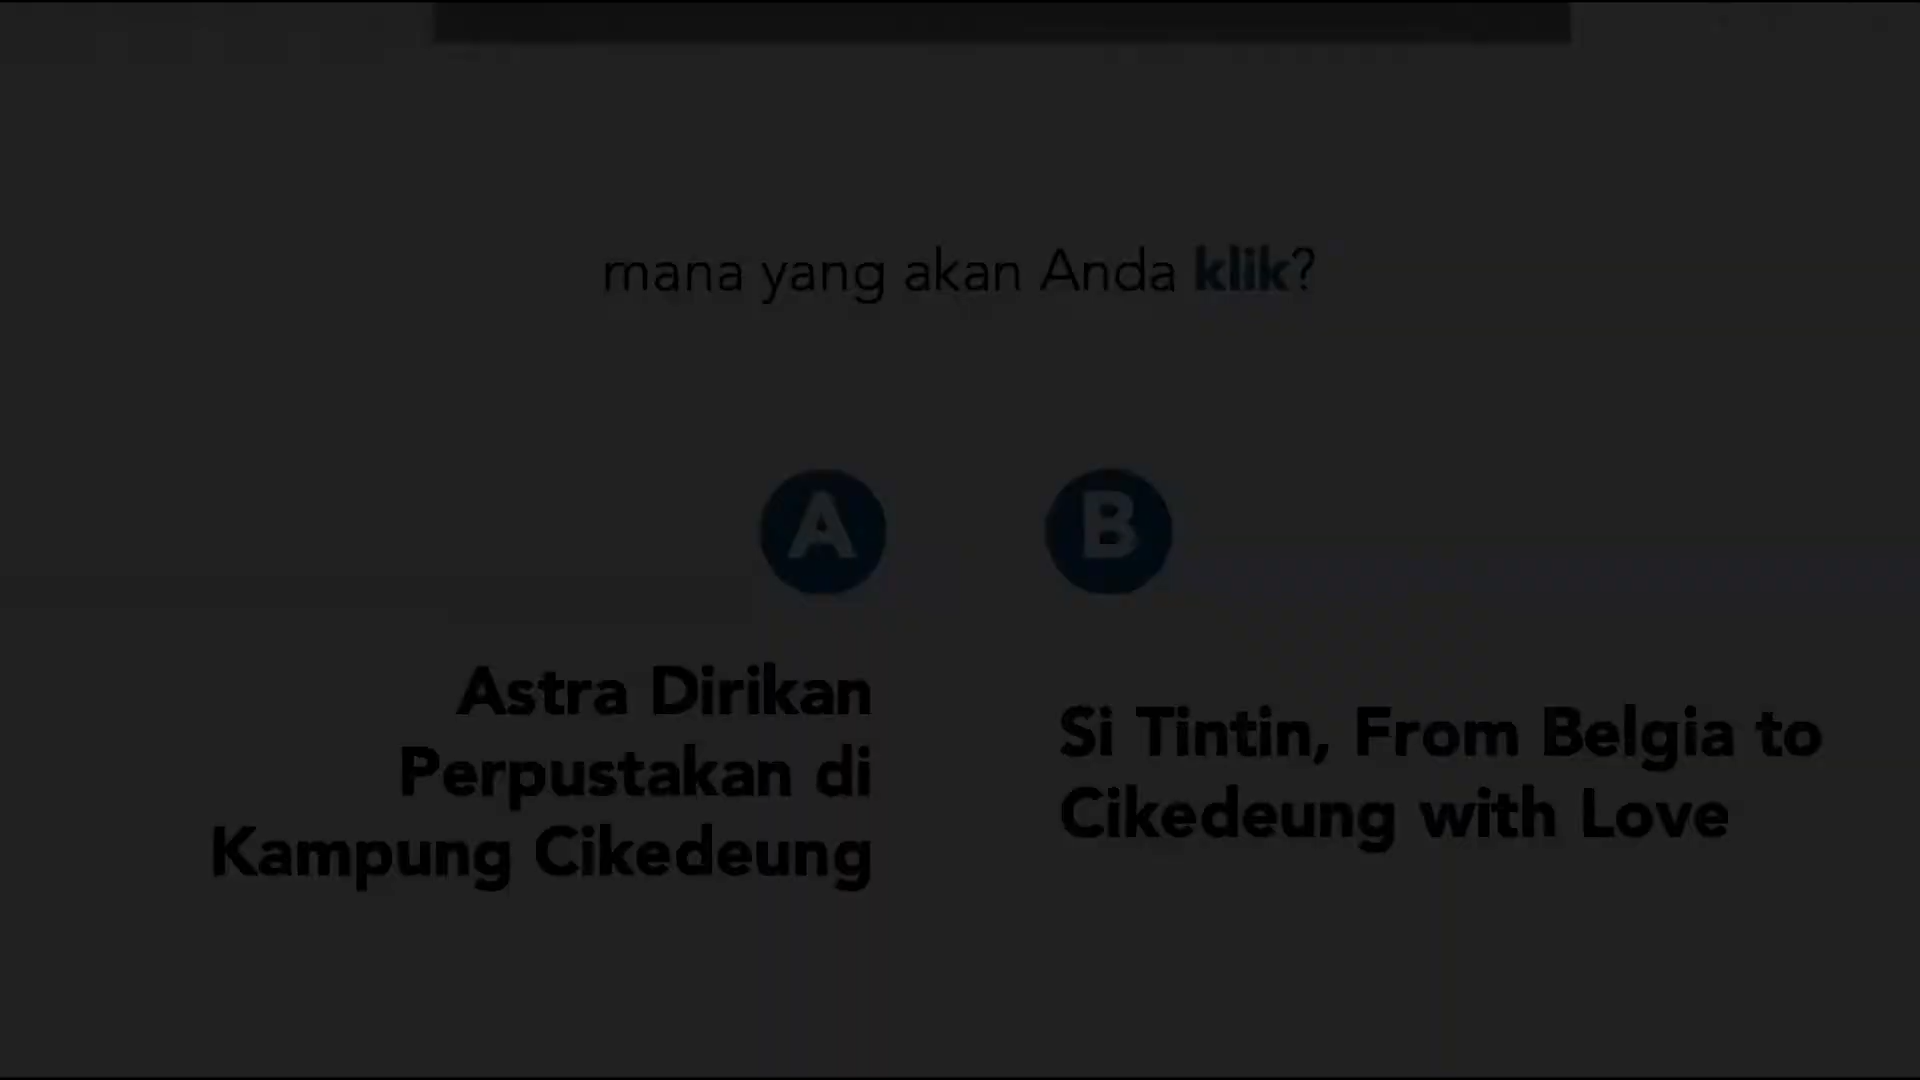 mana yang akan Anda klik?
A
B
Astra Dirikan
Perpustakan di
Kampung Cikedeung
Si Tintin, From Belgia to
Cikedeung with Love